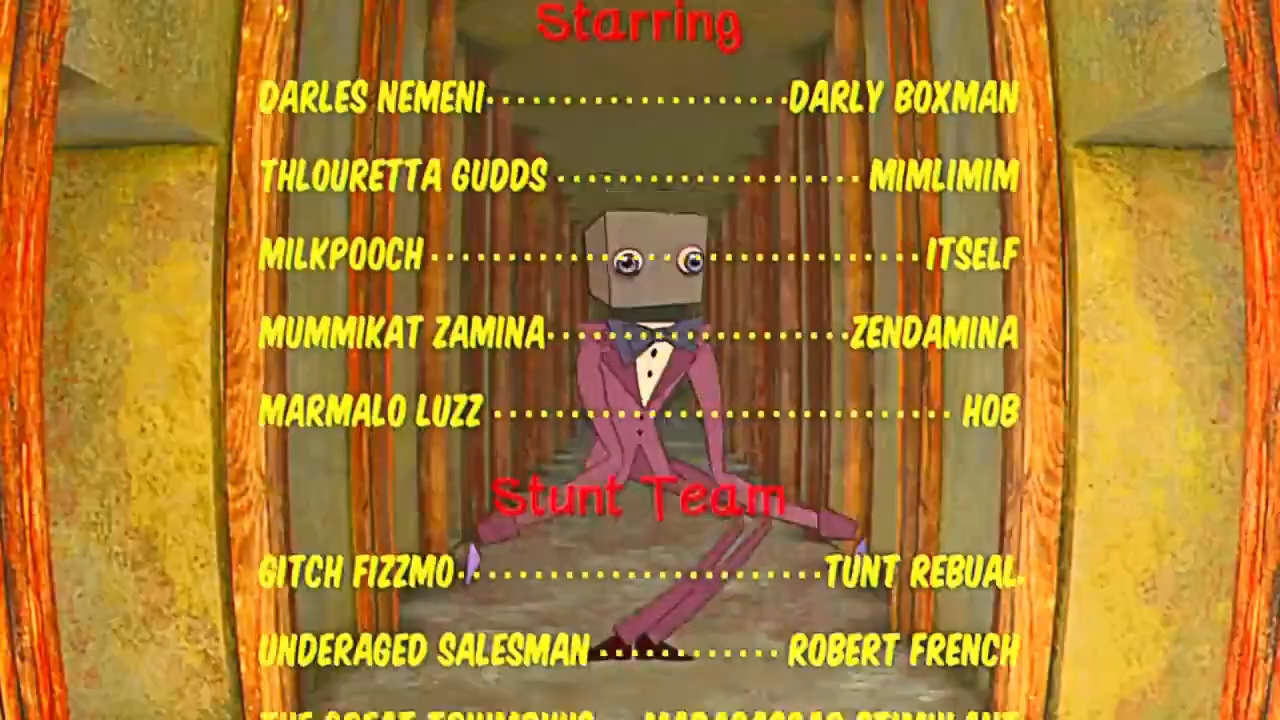 Starring
DARLES NEMENI....................DARLY BOXMAN
THLOURETTA GUDDS....................MIMLIMIM
MILKPOOCH................................ITSELF
MUMMIKAT ZAMINA....................ZENDAMINA
MARMALO LUZZ..............................HOB
Stunt Team
GITCH FIZZMO........................TUNT REBUAL.
UNDERAGED SALESMAN............ROBERT FRENCH